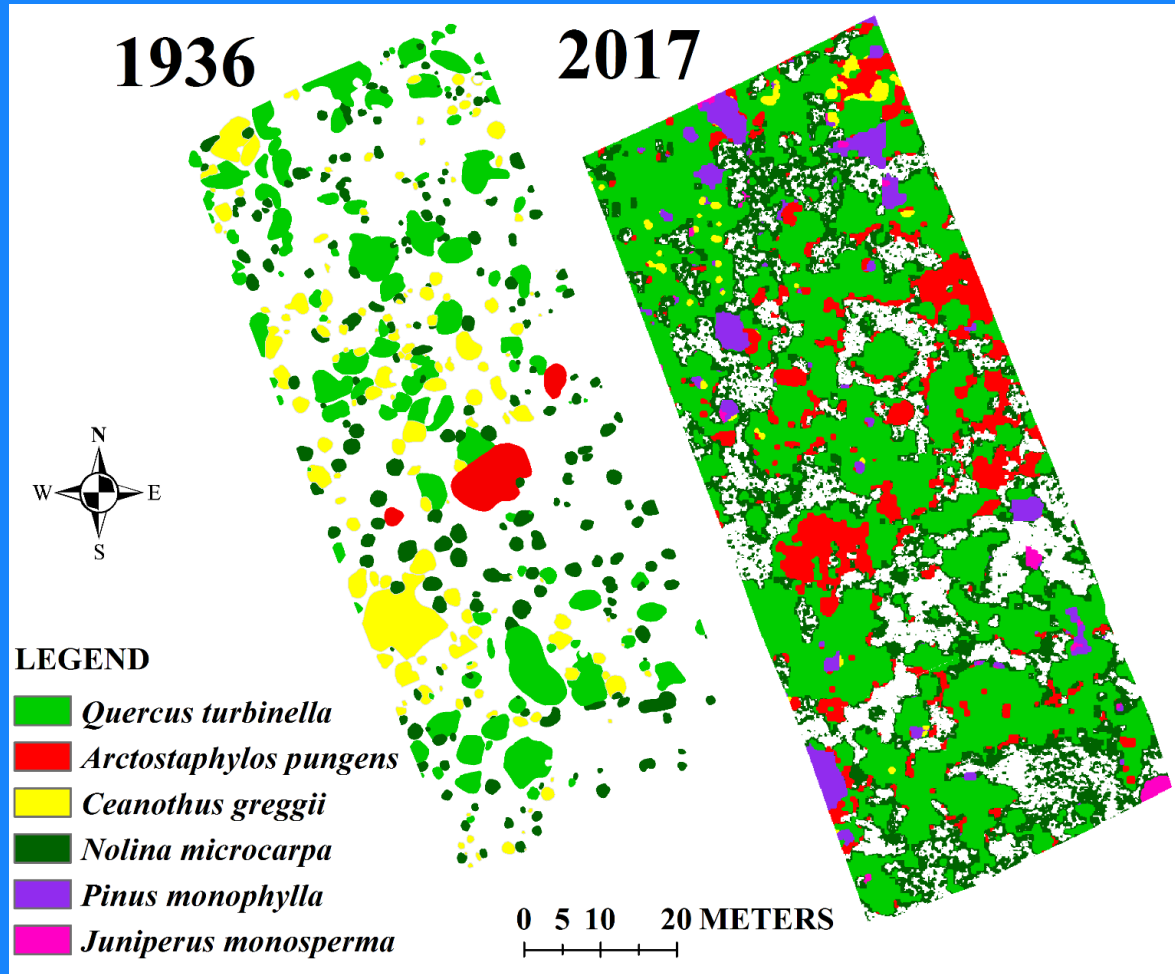 1936
2017
N
W
E
S
LEGEND
Quercus turbinella
Arctostaphylos pungens
Ceanothus greggii
Nolina microcarpa
Pinus monophylla
Juniperus monosperma
0 5 10 20 METERS